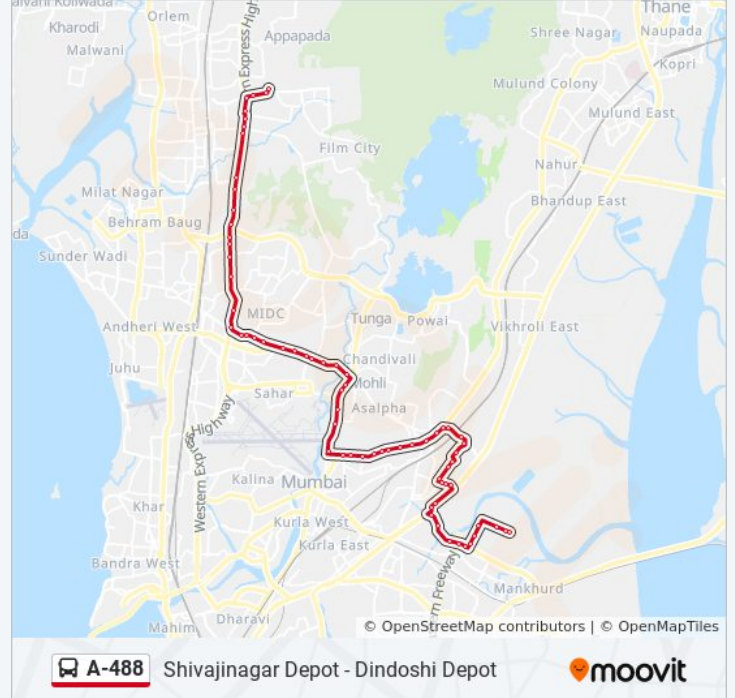 Malvani Koliwada
Orlem
Kharodi
Malwani
Appapada
Thane
Shree Nagar
Naupada
Kopri
Mulund Colony
Mulund East
Film City
Nahur
Milat Nagar
Bhandup East
Behram Baug
da
Sunder Wadi
MIDC
Tunga
Powai
Andheri West
Vikhroli East
Chandivali
Juhu
Mohli
Sahar
Asalpha
Western Express Highway
Kalina
Mumbai
Khar
Kurla West
Kurla East
Bandra West
Mankhurd
Dharavi
Mahim
© OpenStreetMap contributors | © OpenMapTiles
A-488 Shivajinagar Depot - Dindoshi Depot
moovit